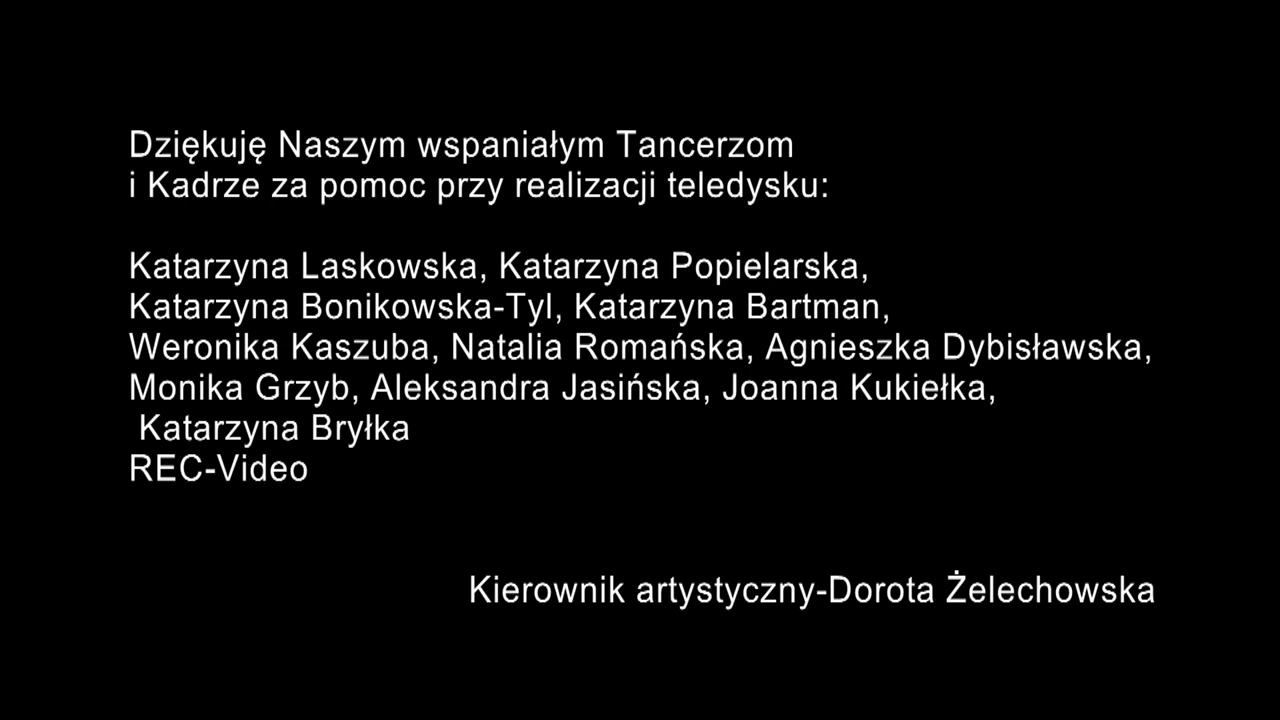 Dziękuję Naszym wspaniałym Tancerzom
i Kadrze za pomoc przy realizacji teledysku:
Katarzyna Laskowska, Katarzyna Popielarska,
Katarzyna Bonikowska-Tyl, Katarzyna Bartman,
Weronika Kaszuba, Natalia Romańska, Agnieszka Dybisławska,
Monika Grzyb, Aleksandra Jasińska, Joanna Kukiełka,
Katarzyna Bryłka
REC-Video
Kierownik artystyczny-Dorota Żelechowska